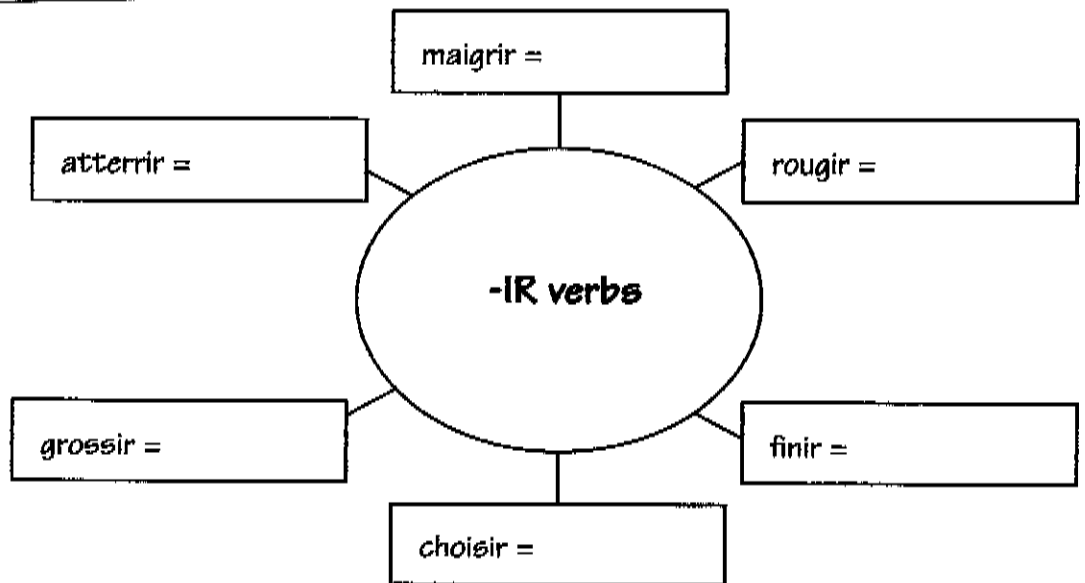 maigrir =
atterrir =
rougir =
-IR verbs
grossir =
finir =
choisir =